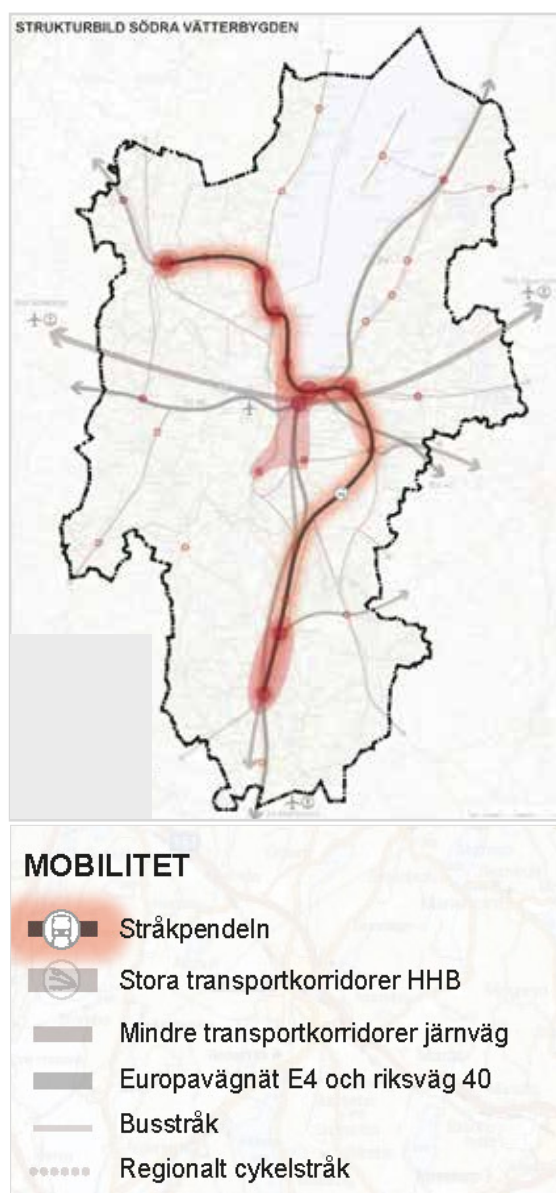 STRUKTURBILD SÖDRA VÄTTERBYGDEN
MOBILITET
Stråkpendeln
Stora transportkorridorer HHB
Mindre transportkorridorer järnväg
Europavägnät E4 och riksväg 40
Busstråk
Regionalt cykelstråk